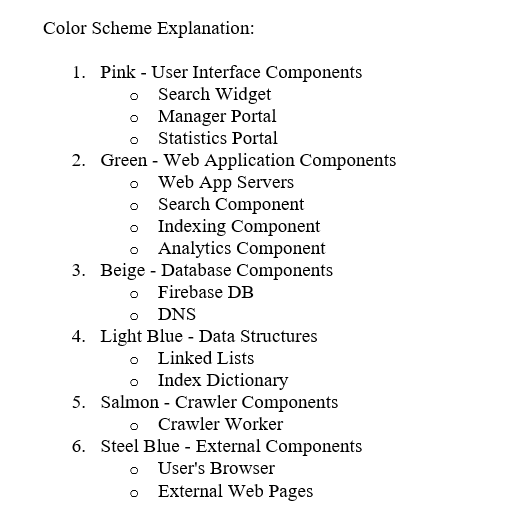 Color Scheme Explanation:
1. Pink - User Interface Components
o Search Widget
o Manager Portal
o Statistics Portal
2. Green - Web Application Components
o Web App Servers
o Search Component
o Indexing Component
o Analytics Component
3. Beige - Database Components
o Firebase DB
o DNS
4. Light Blue - Data Structures
o Linked Lists
o Index Dictionary
5. Salmon - Crawler Components
o Crawler Worker
6. Steel Blue - External Components
o User's Browser
o External Web Pages